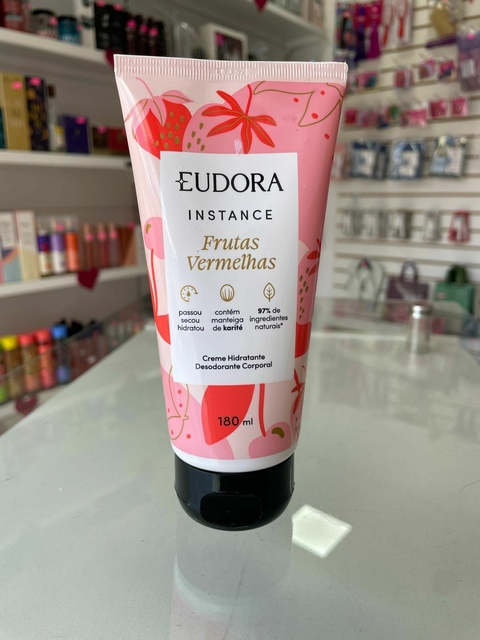 EUDORA
INSTANCE
Frutas
Vermelhas
passou
secou
hidratou
contém
manteiga
de karité
97% de
ingredientes
naturais*
Creme Hidratante
Desodorante Corporal
180 ml